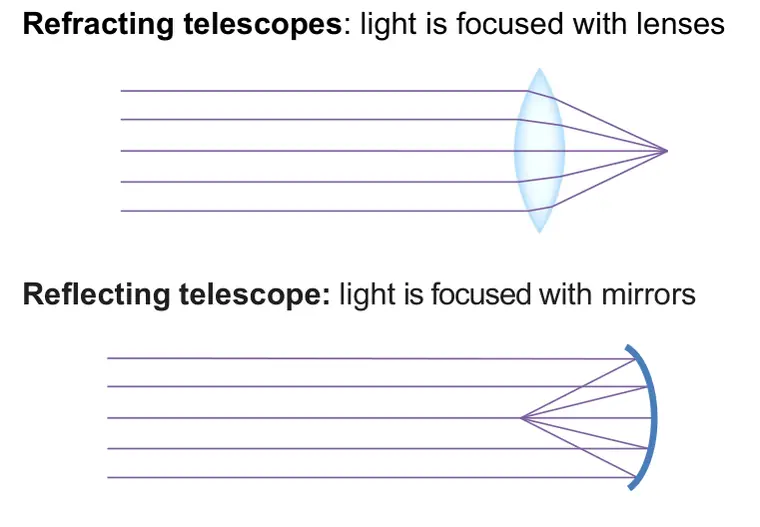 Refracting telescopes: light is focused with lenses
Reflecting telescope: light is focused with mirrors